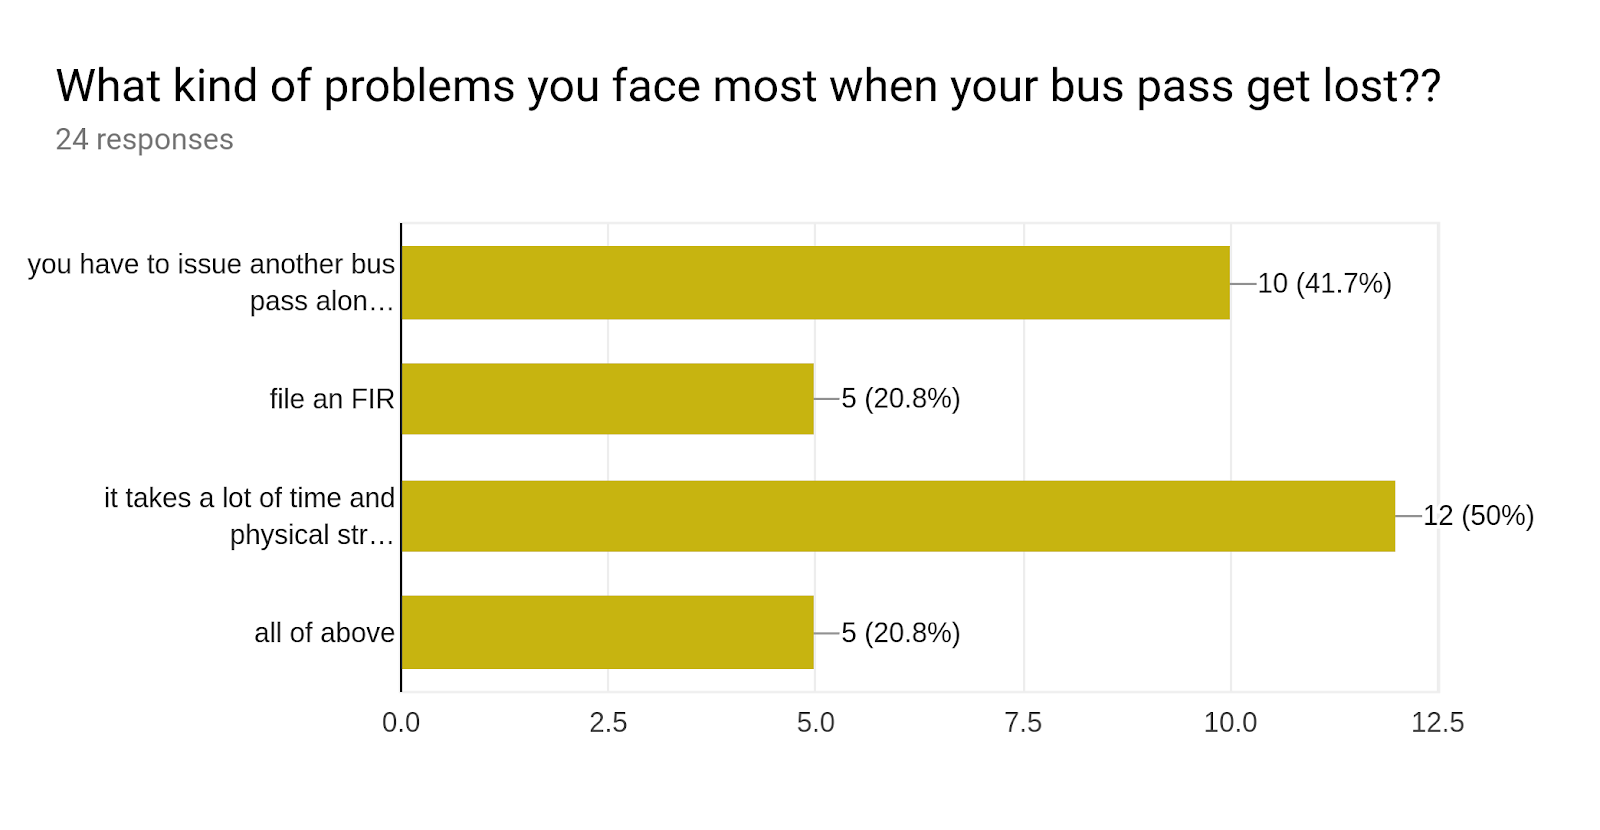 What kind of problems you face most when your bus pass get lost??
24 responses
you have to issue another bus
pass alon…
10 (41.7%)
file an FIR
5 (20.8%)
it takes a lot of time and
physical str…
12 (50%)
all of above
5 (20.8%)
0.0 2.5 5.0 7.5 10.0 12.5